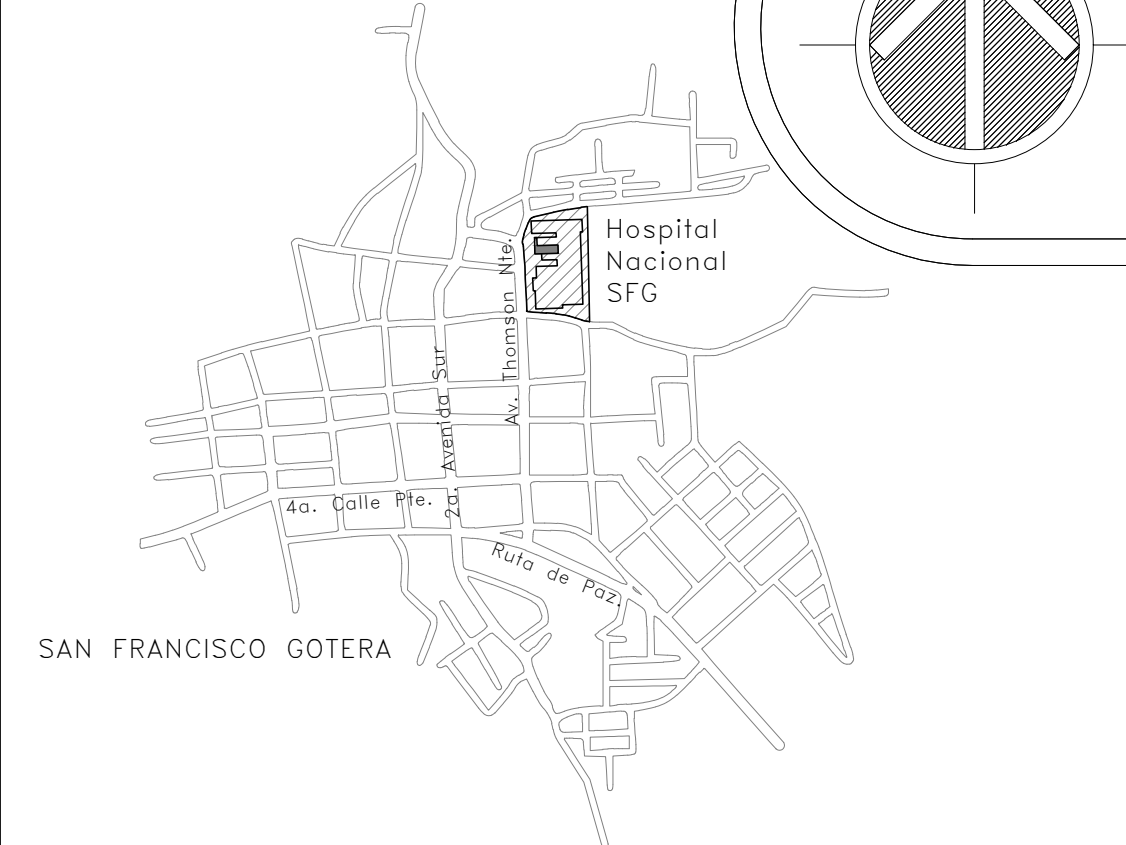 Hospital
Nacional
SFG
Av. Thomson Nte.
2a. Avenida Sur
4a. Calle Pte.
Ruta de Paz.
SAN FRANCISCO GOTERA